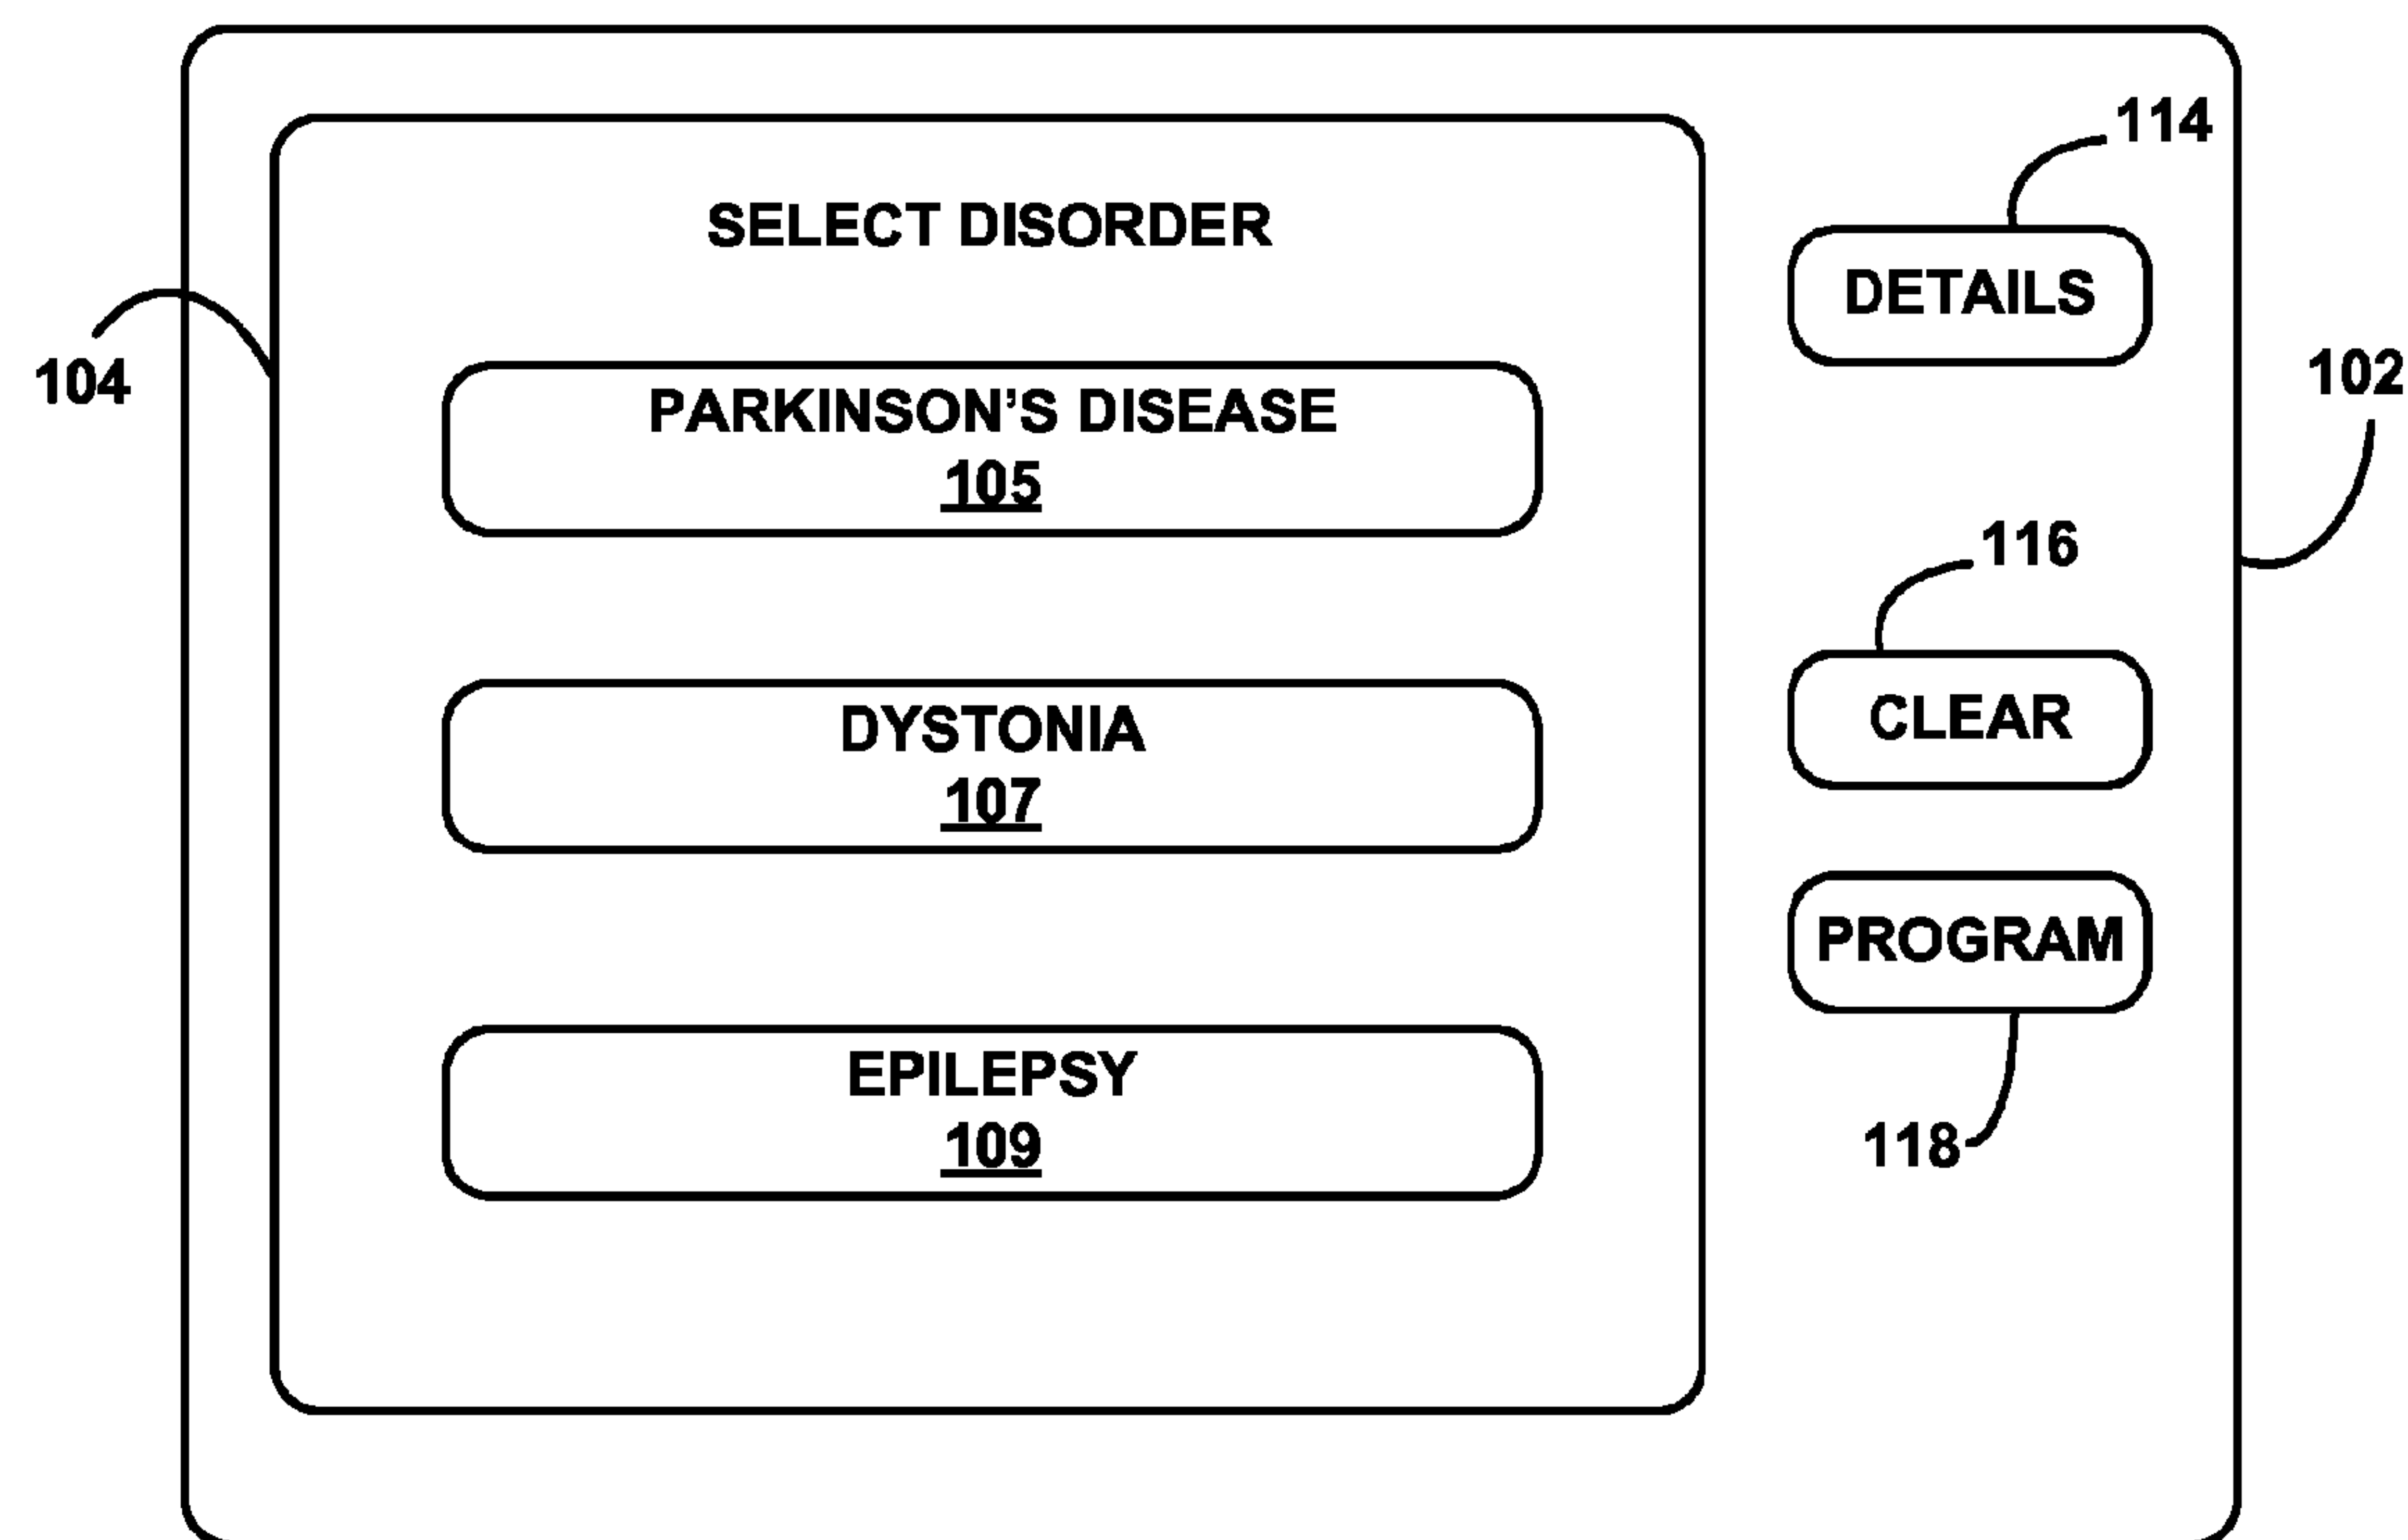 114
SELECT DISORDER
DETAILS
104
102
PARKINSON’S DISEASE
105
116
DYSTONIA
107
CLEAR
PROGRAM
EPILEPSY
109
118